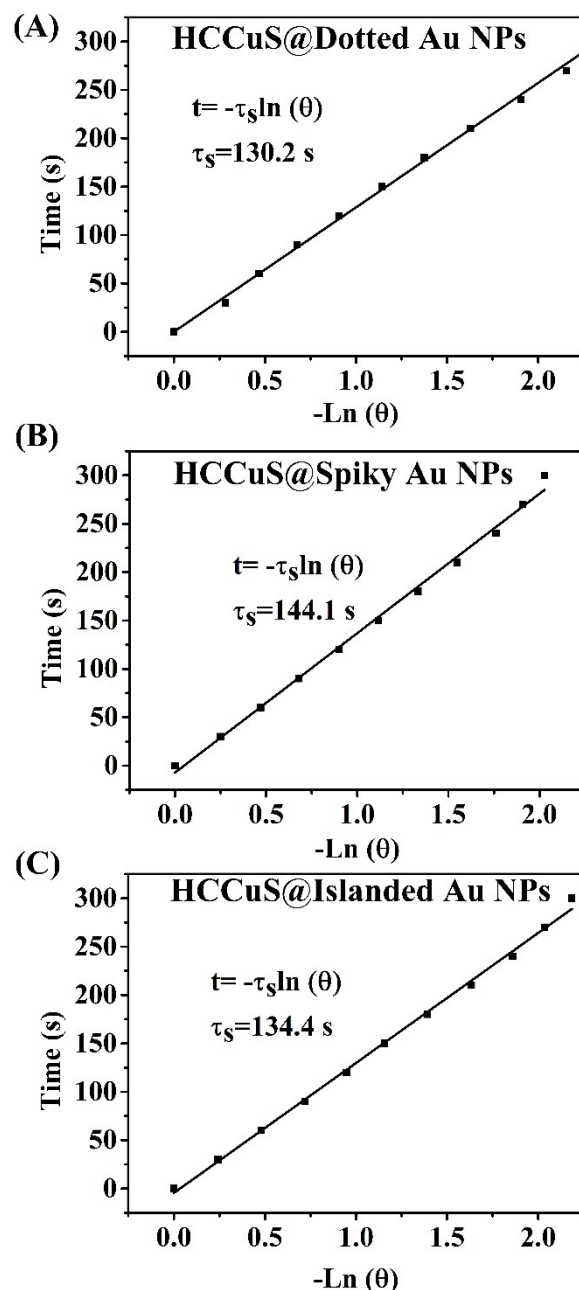 (A)
HCCuS@Dotted Au NPs
t= -τsln (θ)
τs=130.2 s
Time (s)
300
250
200
150
100
50
0
0.0 0.5 1.0 1.5 2.0
-Ln (θ)
(B)
HCCuS@Spiky Au NPs
t= -τsln (θ)
τs=144.1 s
Time (s)
300
250
200
150
100
50
0
0.0 0.5 1.0 1.5 2.0
-Ln (θ)
(C)
HCCuS@Islanded Au NPs
t= -τsln (θ)
τs=134.4 s
Time (s)
300
250
200
150
100
50
0
0.0 0.5 1.0 1.5 2.0
-Ln (θ)